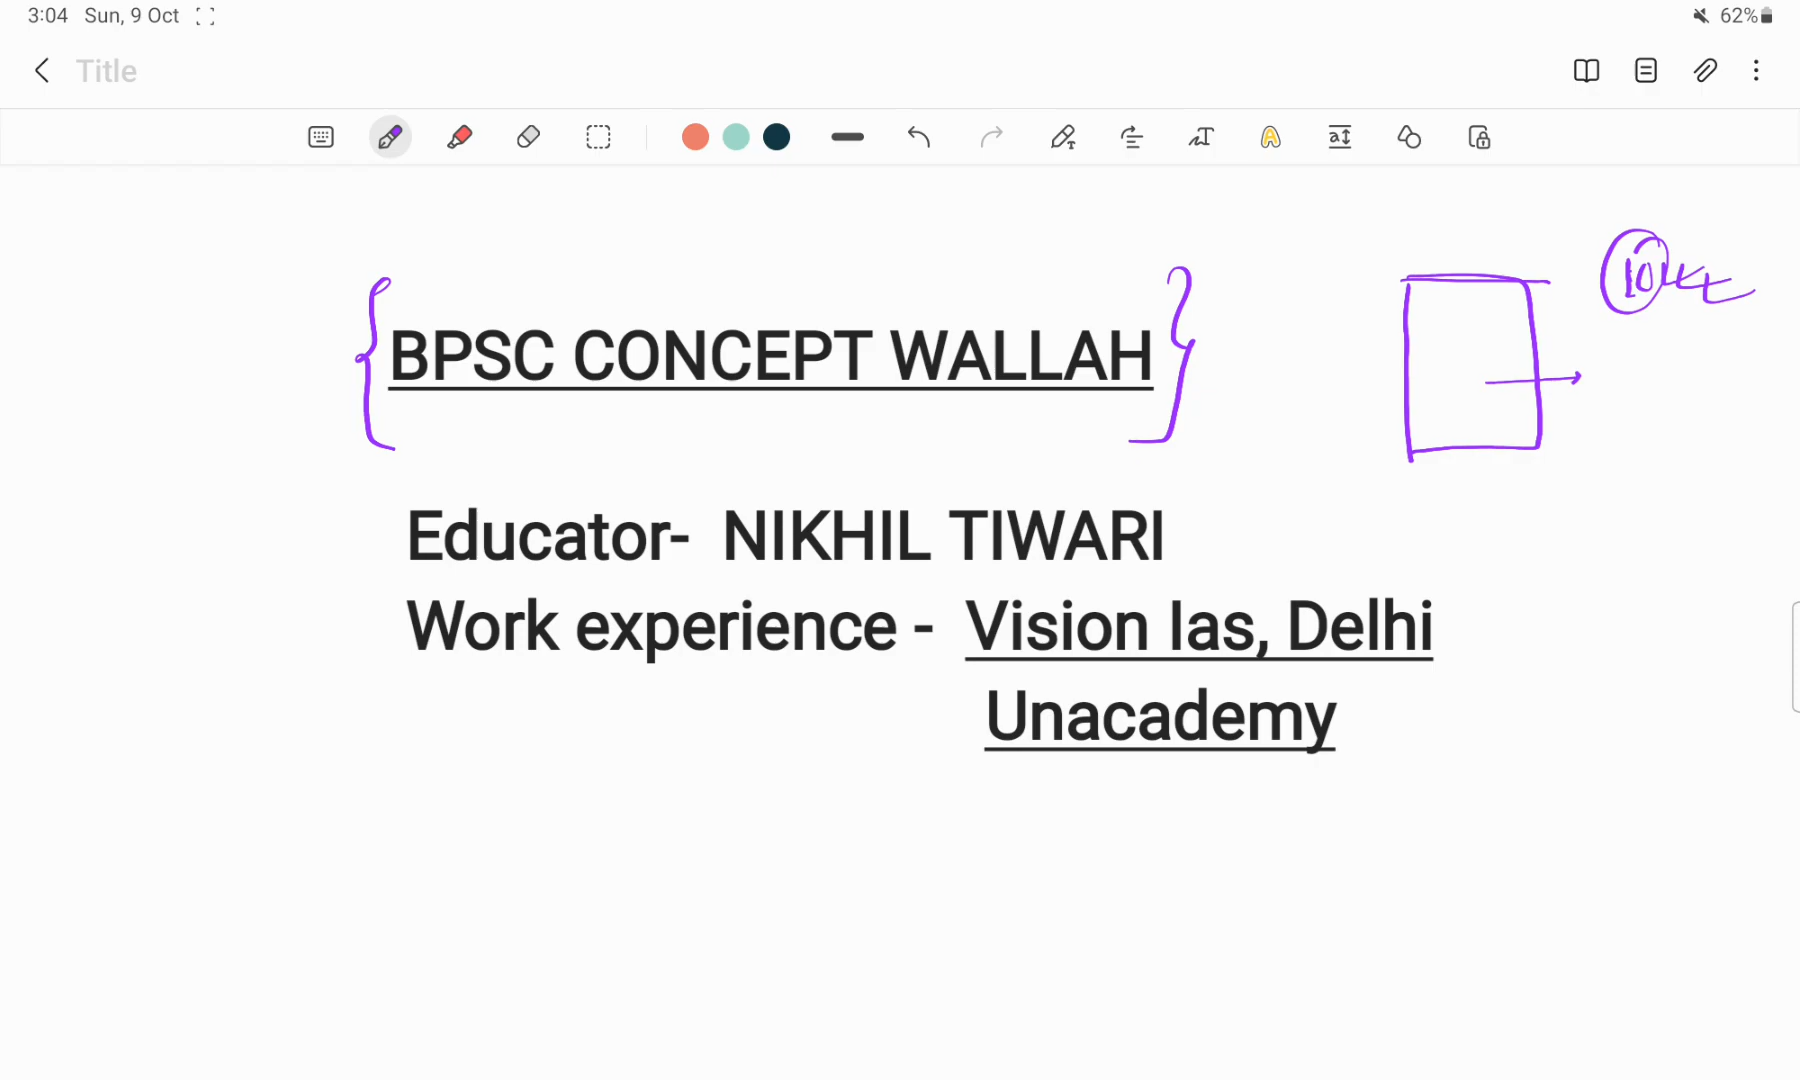 3:04 Sun, 9 Oct
62%
Title
BPSC CONCEPT WALLAH
Educator- NIKHIL TIWARI
Work experience - Vision Ias, Delhi
Unacademy